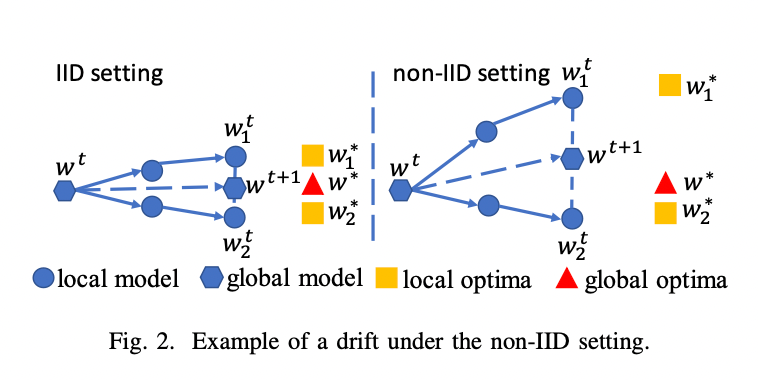 IID setting
w^t
w_1^t
w^{t+1}
w_2^t
w_1^*
w^*
w_2^*
non-IID setting
w^t
w_1^t
w^{t+1}
w_2^t
w_1^*
w^*
w_2^*
local model global model local optima global optima
Fig. 2. Example of a drift under the non-IID setting.